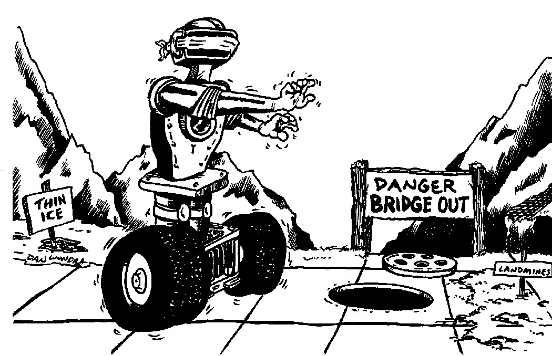 THIN
ICE
DANGER
BRIDGE OUT
LANDMINES